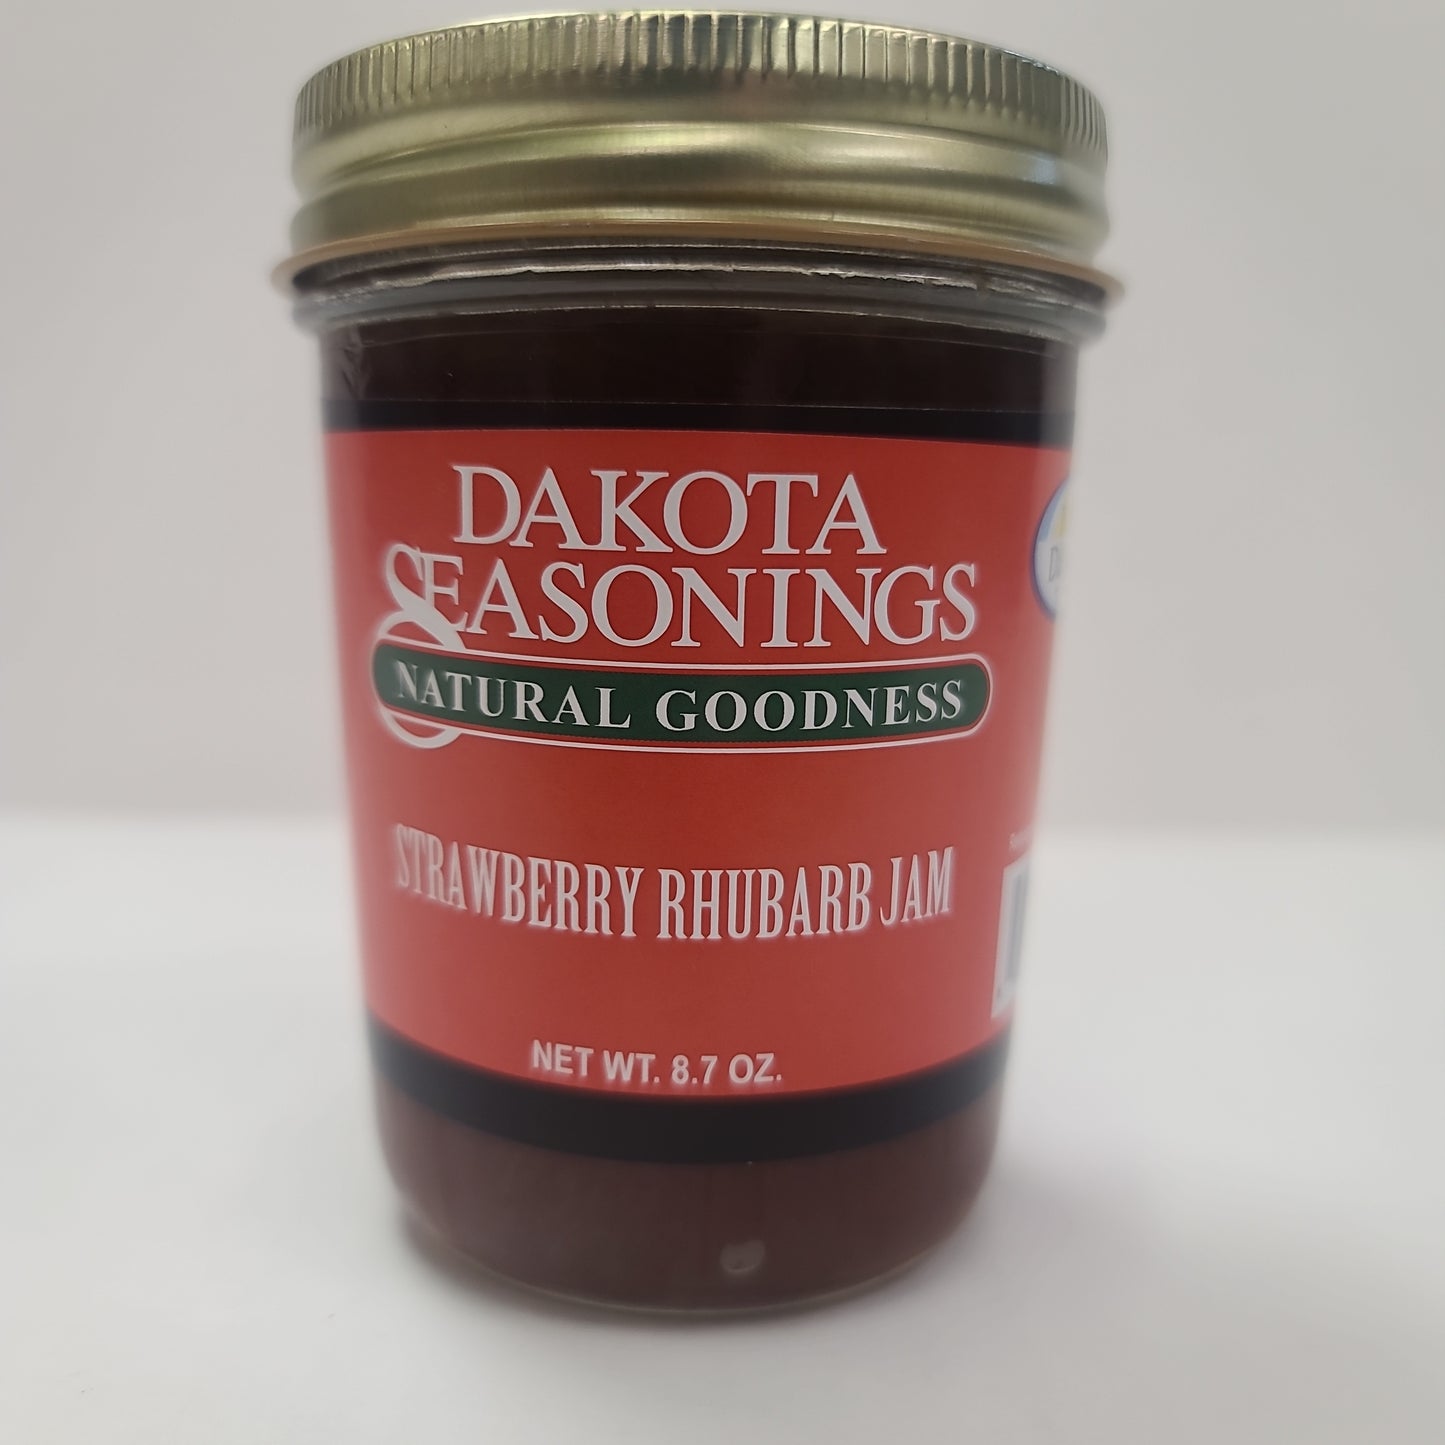 DAKOTA
SEASONINGS
NATURAL GOODNESS
STRAWBERRY RHUBARB JAM
NET WT. 8.7 OZ.